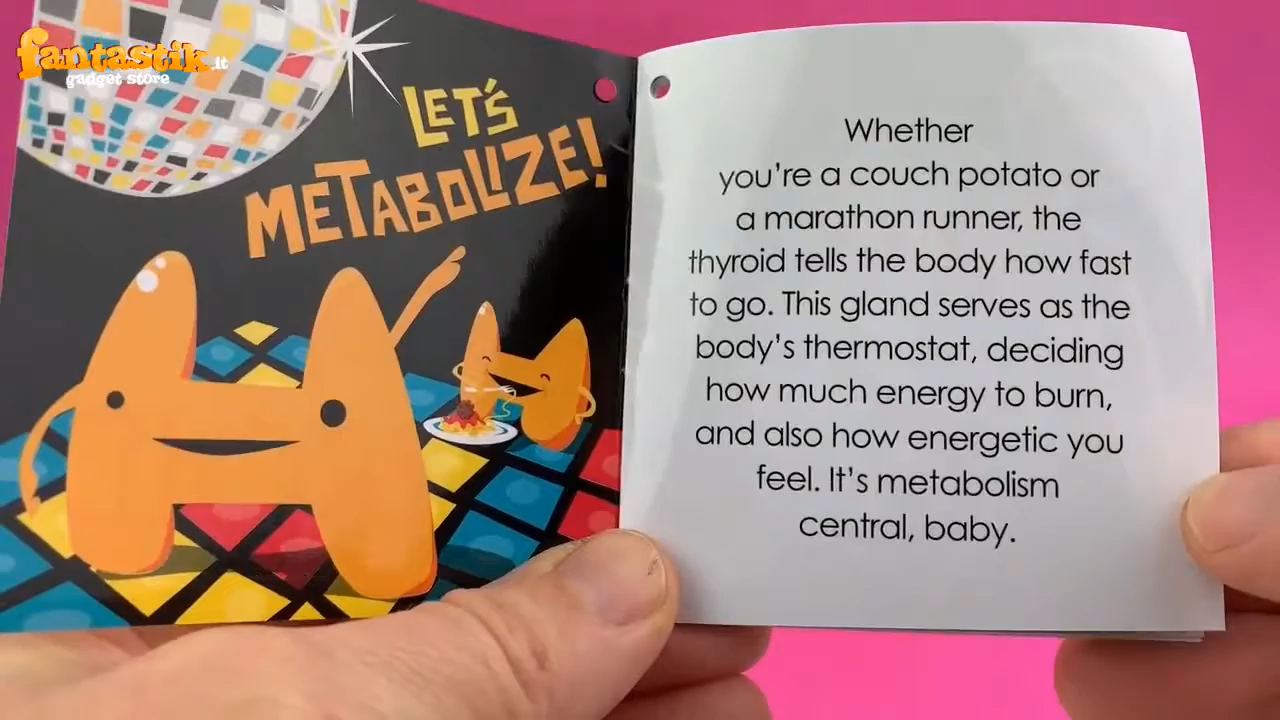 fantastik.it
gadget store
LET'S
METABOLIZE!
Whether
you're a couch potato or
a marathon runner, the
thyroid tells the body how fast
to go. This gland serves as the
body's thermostat, deciding
how much energy to burn,
and also how energetic you
feel. It's metabolism
central, baby.